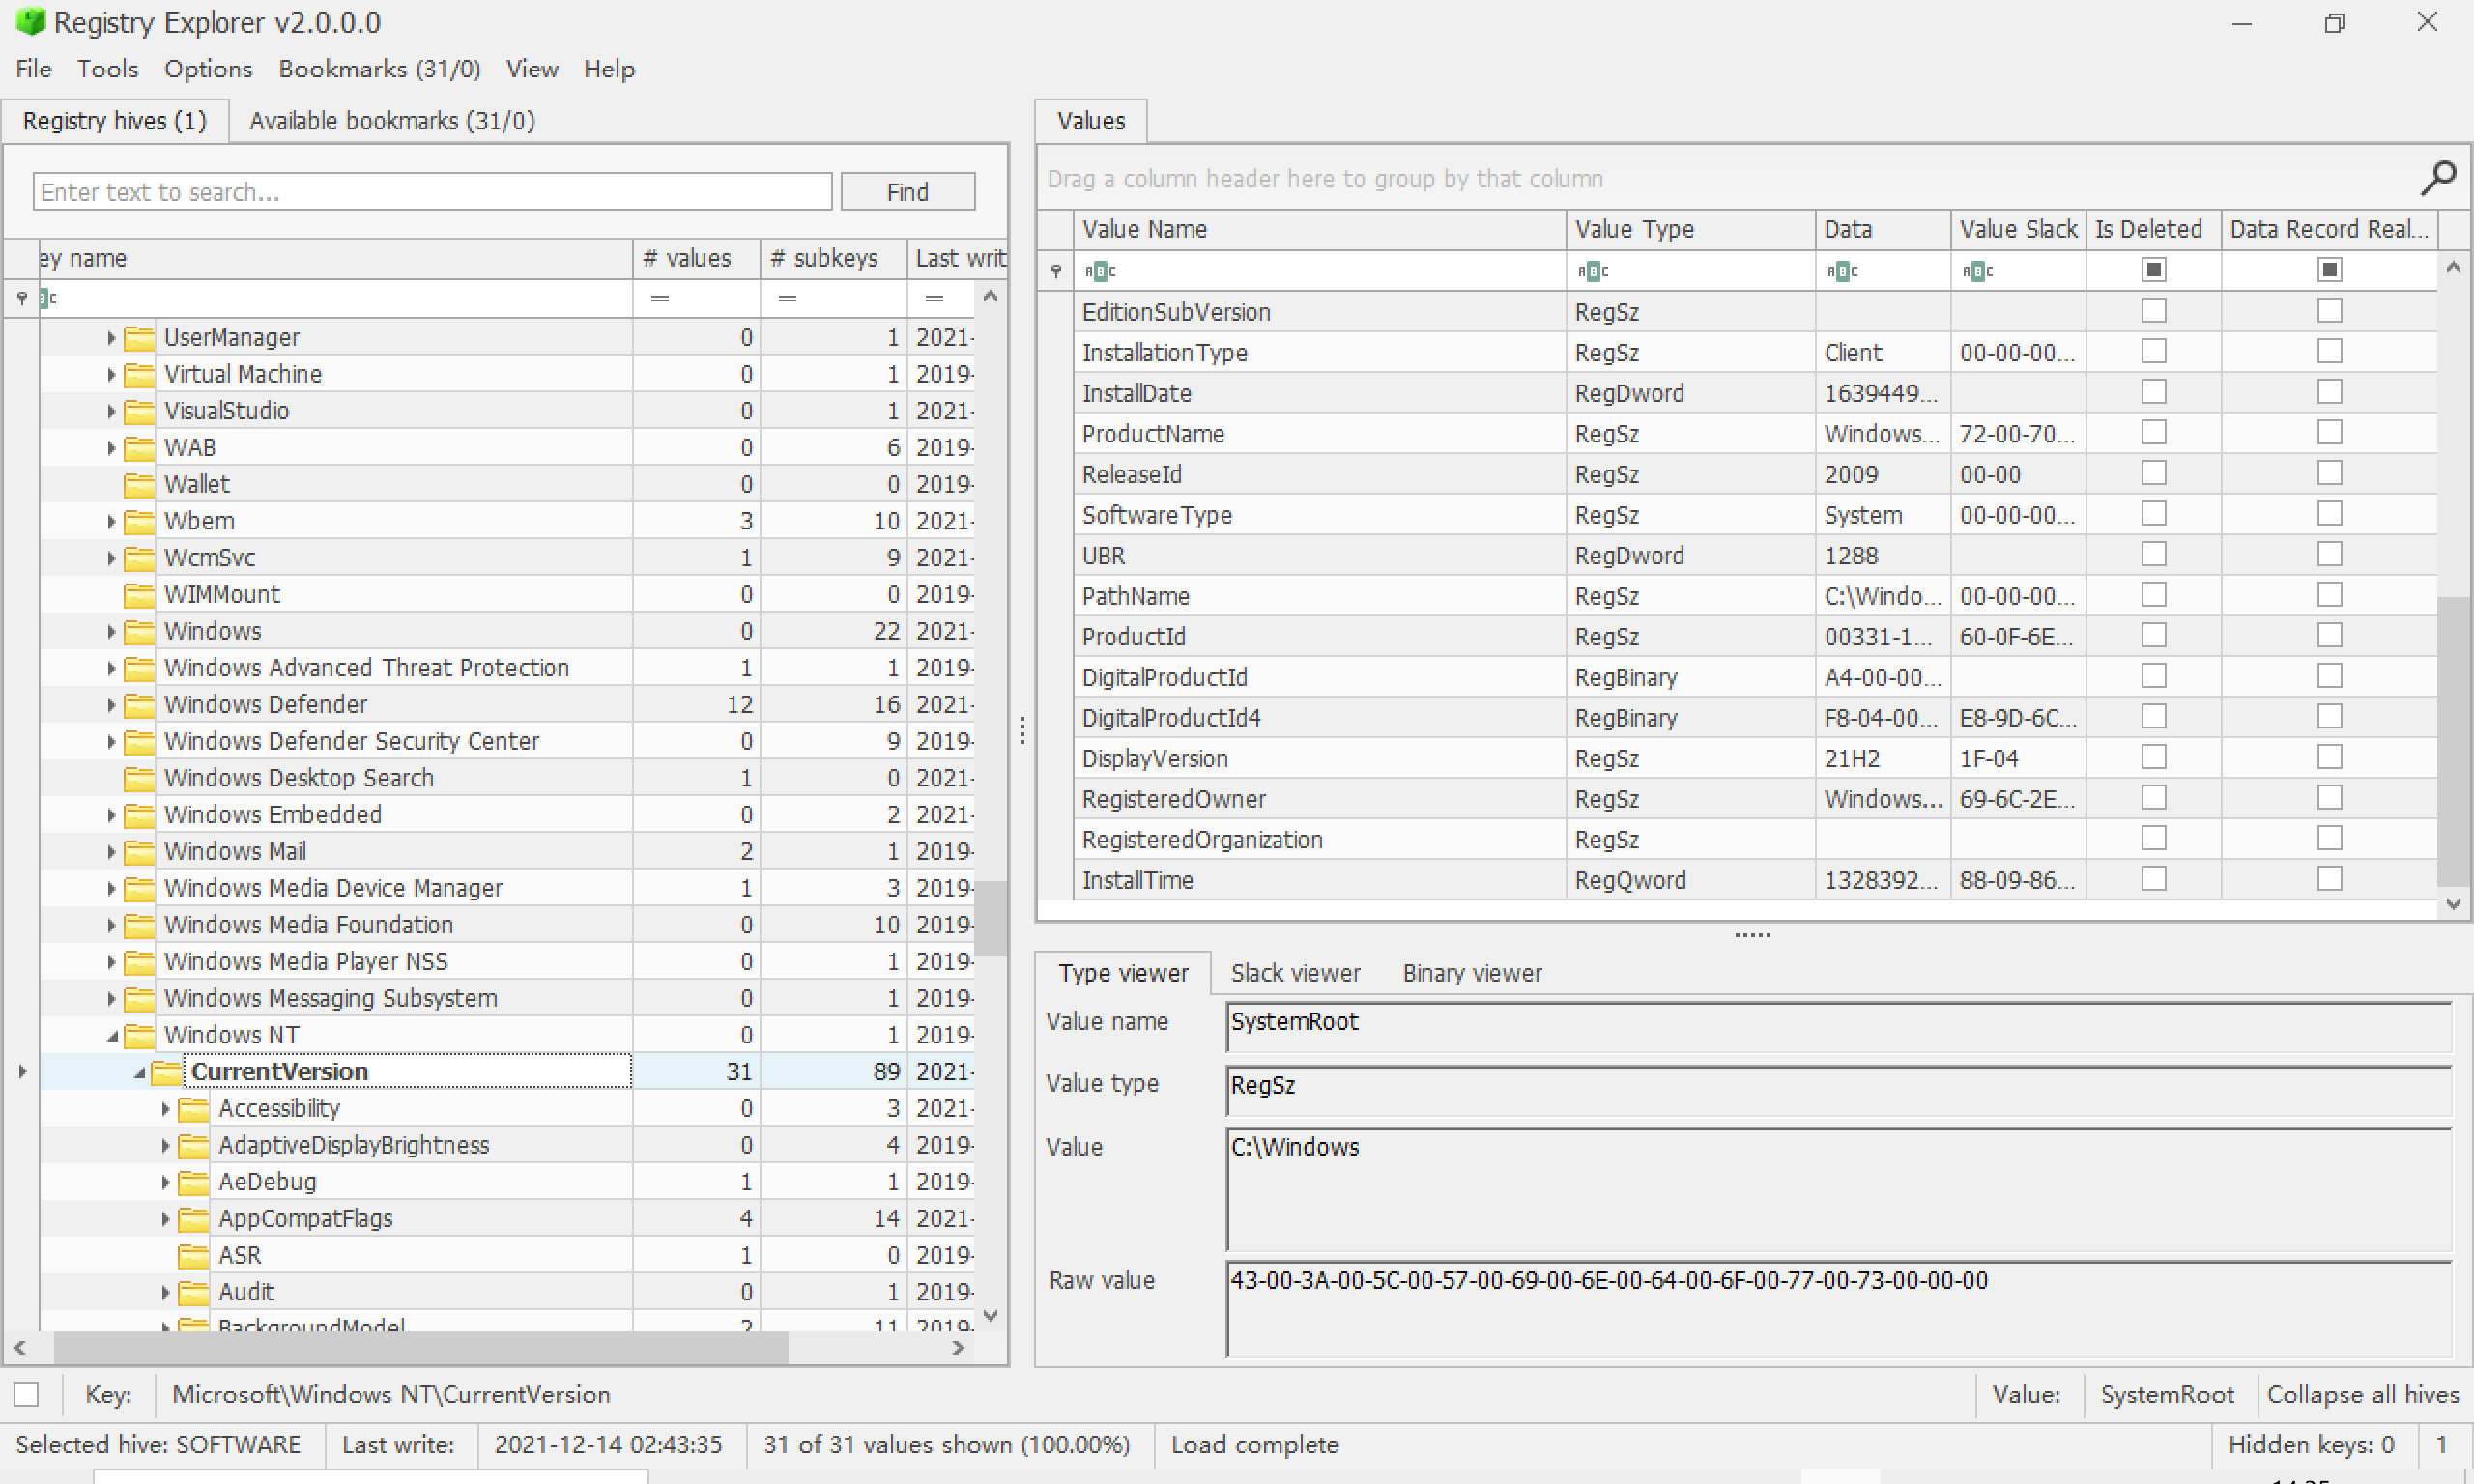 Registry Explorer v2.0.0.0
File Tools Options Bookmarks (31/0) View Help
Registry hives (1) Available bookmarks (31/0)
Enter text to search... Find
ey name # values # subkeys Last writ
= = =
UserManager 0 1 2021-
Virtual Machine 0 1 2019-
VisualStudio 0 1 2021-
WAB 0 6 2019-
Wallet 0 0 2019-
Wbem 3 10 2021-
WcmSvc 1 9 2021-
WIMMount 0 0 2019-
Windows 0 22 2021-
Windows Advanced Threat Protection 1 1 2019-
Windows Defender 12 16 2021-
Windows Defender Security Center 0 9 2019-
Windows Desktop Search 1 0 2021-
Windows Embedded 0 2 2021-
Windows Mail 2 1 2019-
Windows Media Device Manager 1 3 2019-
Windows Media Foundation 0 10 2019-
Windows Media Player NSS 0 1 2019-
Windows Messaging Subsystem 0 1 2019-
Windows NT 0 1 2019-
CurrentVersion 31 89 2021-
Accessibility 0 3 2021-
AdaptiveDisplayBrightness 0 4 2019-
AeDebug 1 1 2019-
AppCompatFlags 4 14 2021-
ASR 1 0 2019-
Audit 0 1 2019-
BackgroundModel 2 11 2019-
Values
Drag a column header here to group by that column
Value Name Value Type Data Value Slack Is Deleted Data Record Real...
ABC ABC ABC ABC
EditionSubVersion RegSz
InstallationType RegSz Client 00-00-00...
InstallDate RegDword 1639449...
ProductName RegSz Windows... 72-00-70...
ReleaseId RegSz 2009 00-00
SoftwareType RegSz System 00-00-00...
UBR RegDword 1288
PathName RegSz C:\Windo... 00-00-00...
ProductId RegSz 00331-1... 60-0F-6E...
DigitalProductId RegBinary A4-00-00...
DigitalProductId4 RegBinary F8-04-00... E8-9D-6C...
DisplayVersion RegSz 21H2 1F-04
RegisteredOwner RegSz Windows... 69-6C-2E...
RegisteredOrganization RegSz
InstallTime RegQword 1328392... 88-09-86...
Type viewer Slack viewer Binary viewer
Value name SystemRoot
Value type RegSz
Value C:\Windows
Raw value 43-00-3A-00-5C-00-57-00-69-00-6E-00-64-00-6F-00-77-00-73-00-00-00
Key: Microsoft\Windows NT\CurrentVersion Value: SystemRoot Collapse all hives
Selected hive: SOFTWARE Last write: 2021-12-14 02:43:35 31 of 31 values shown (100.00%) Load complete Hidden keys: 0 1